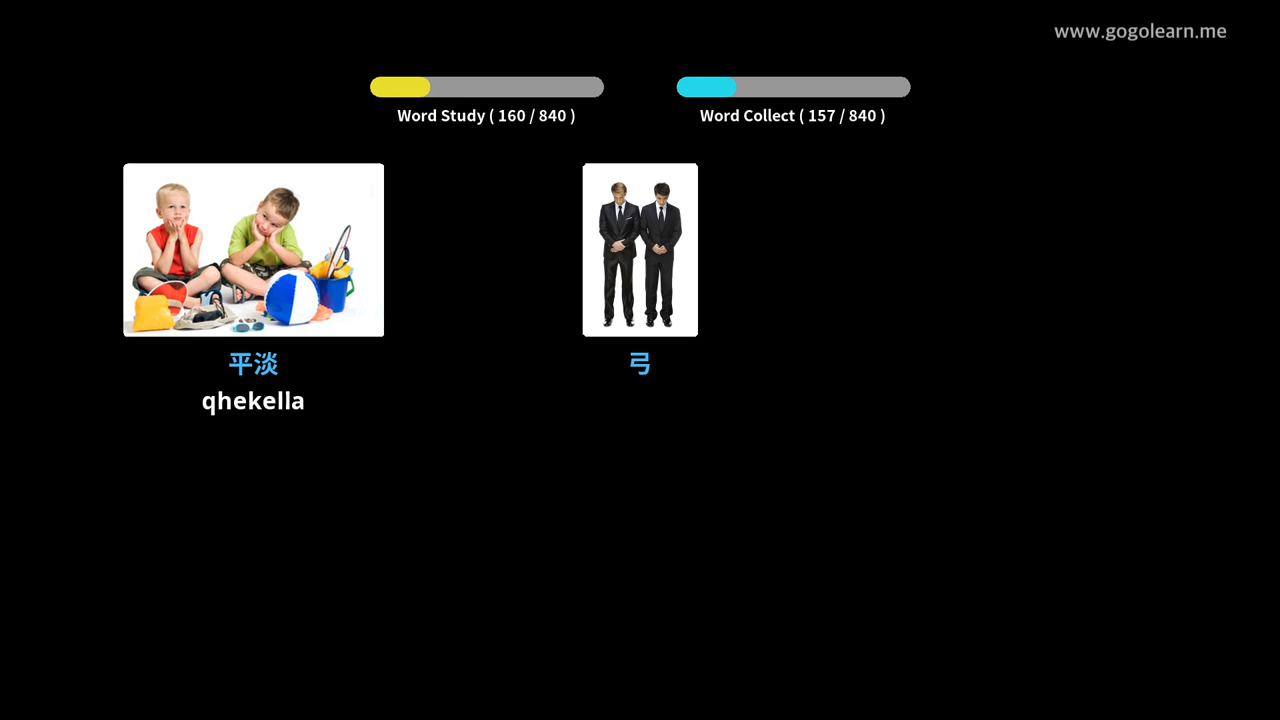 www.gogolearn.me
Word Study ( 160 / 840 )
Word Collect ( 157 / 840 )
平淡
qhekella
弓